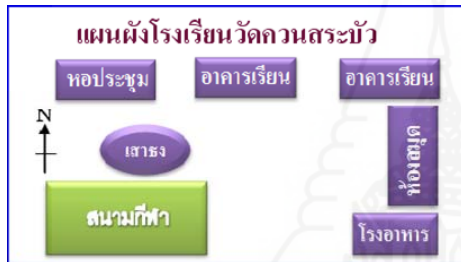 แผนผังโรงเรียนวัดควนสระบัว
หอประชุม
อาคารเรียน
อาคารเรียน
N
เสาธง
ห้องสมุด
สนามกีฬา
โรงอาหาร